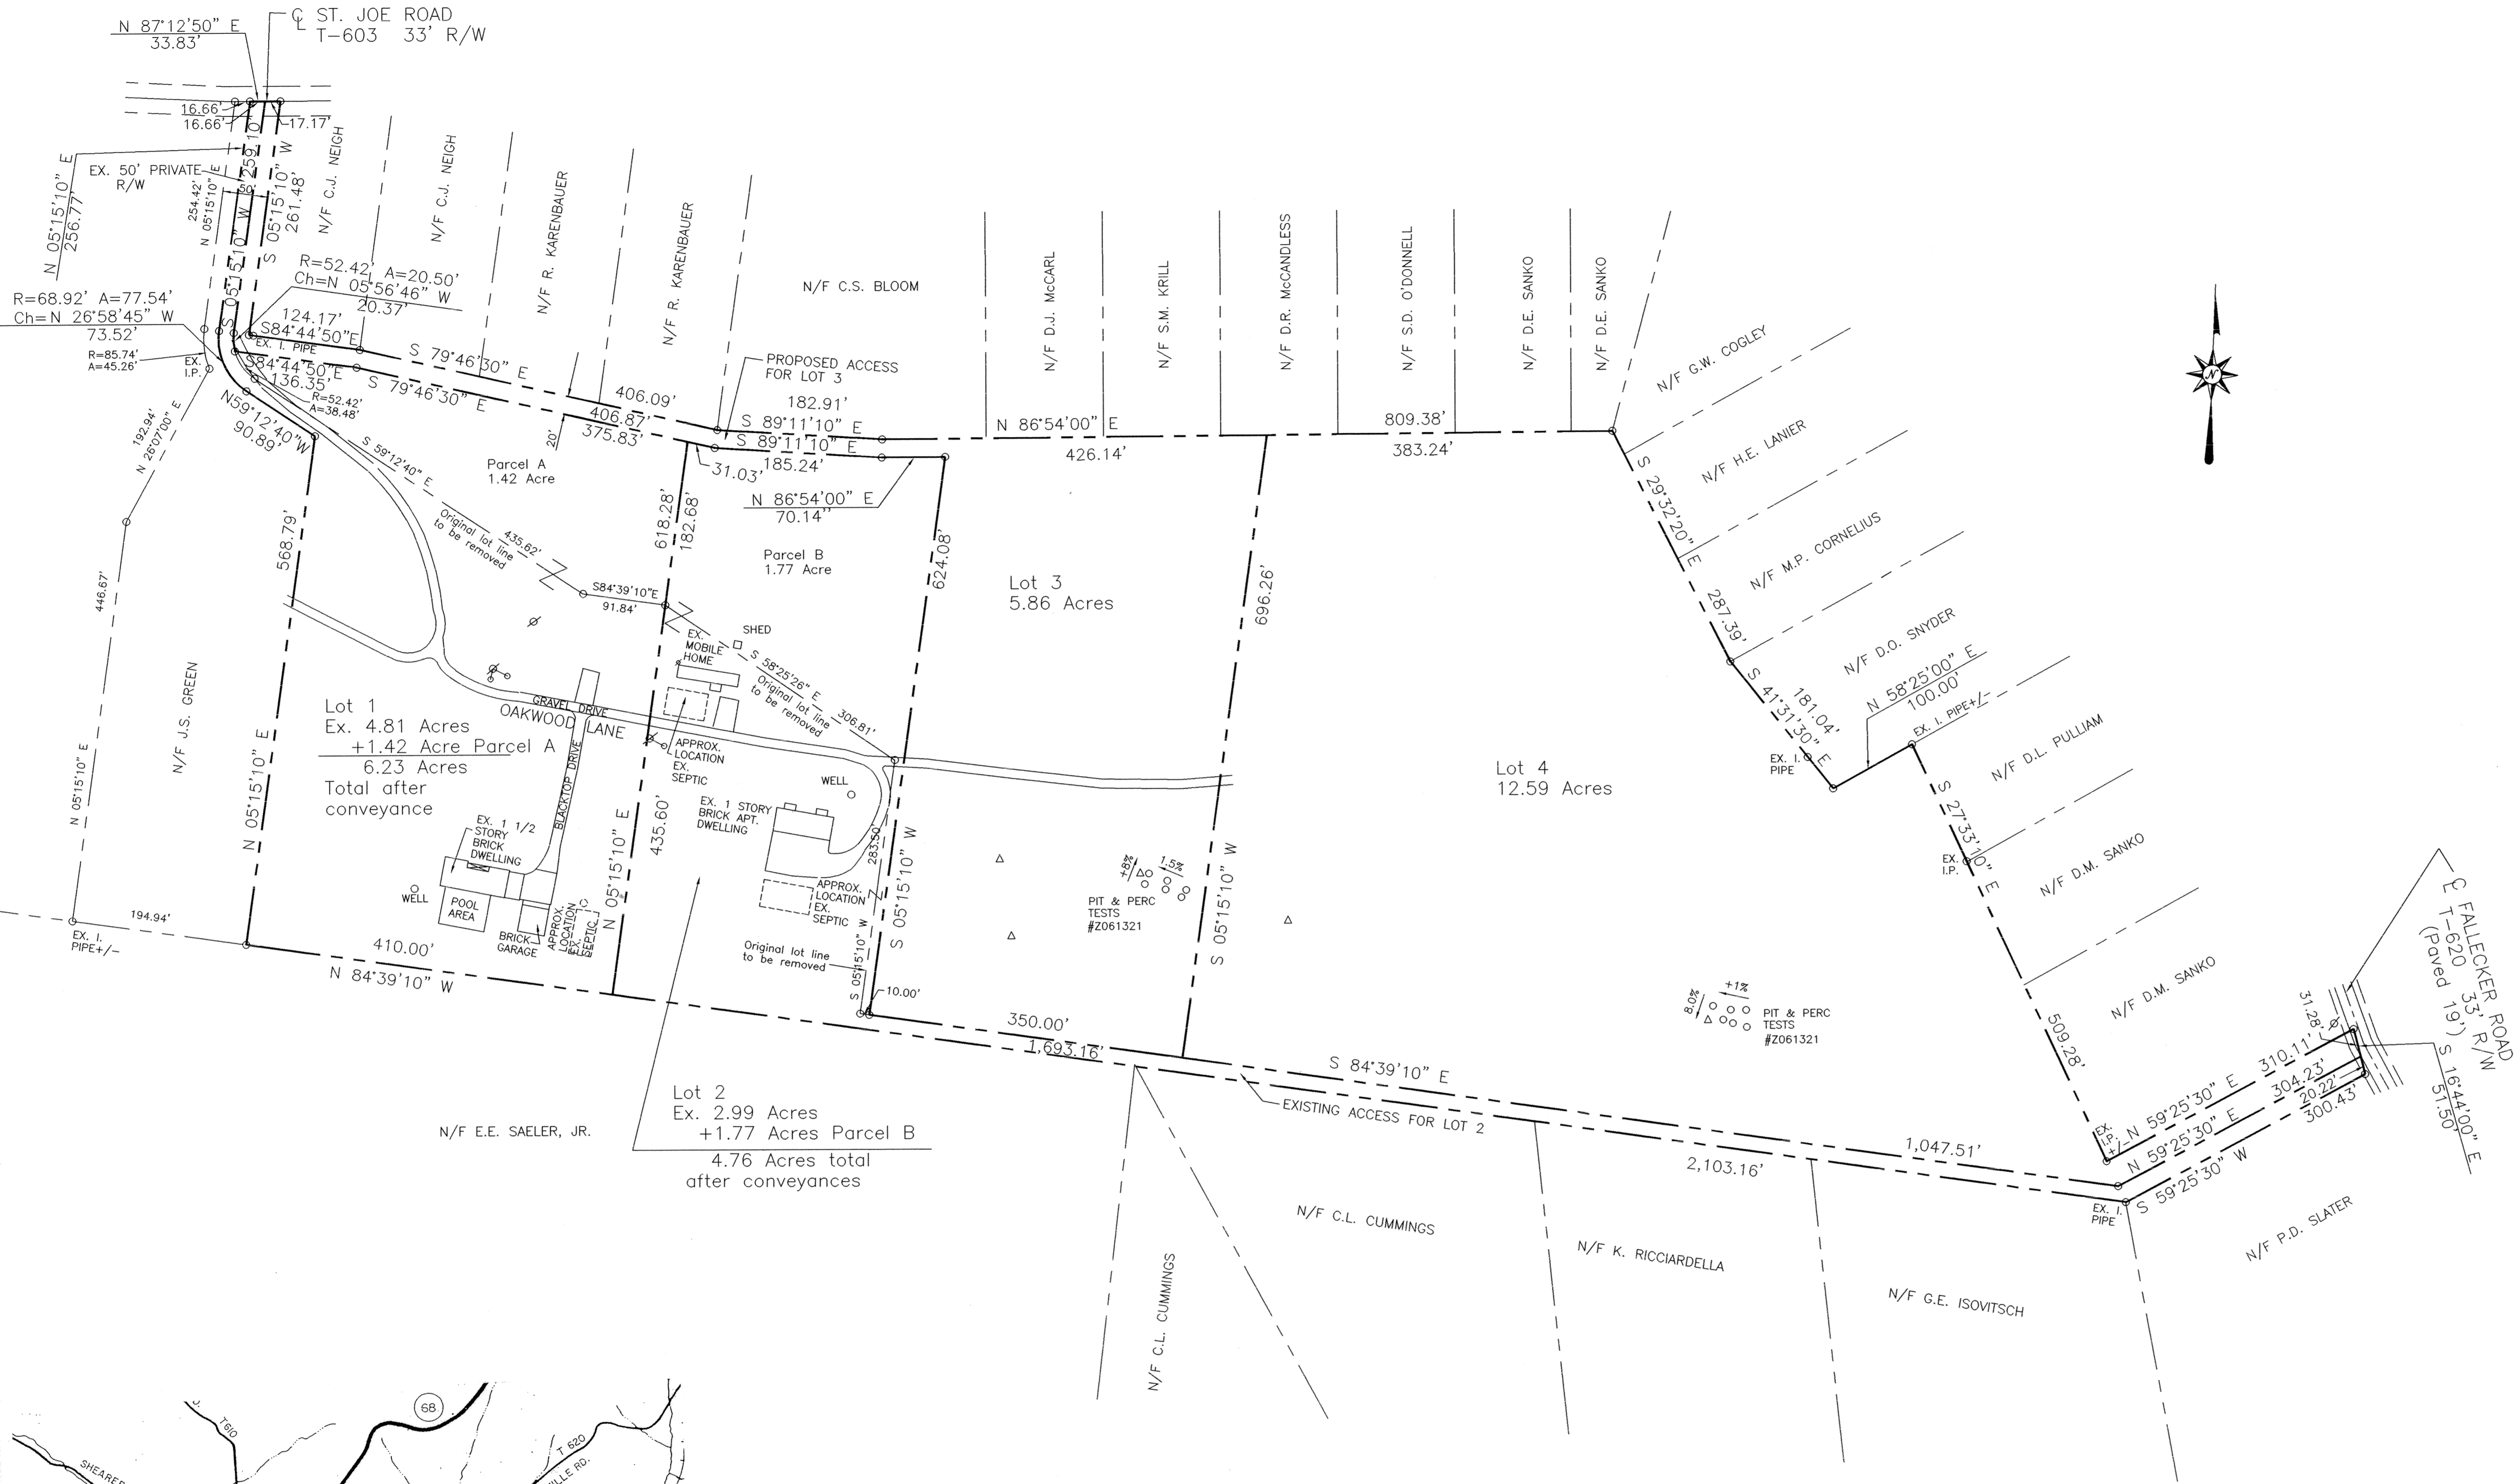 N 87°12'50" E
33.83'
℄ ST. JOE ROAD
T-603 33' R/W
16.66'
16.66'
17.17'
N 05°15'10" E
256.77'
EX. 50' PRIVATE
R/W
50'
254.42'
N 05°15'10" E
S 05°15'10" W 259.10'
S 05°15'10" W
261.48'
N/F C.J. NEIGH
N/F C.J. NEIGH
N/F R. KARENBAUER
N/F R. KARENBAUER
N/F C.S. BLOOM
N/F D.J. McCARL
N/F S.M. KRILL
N/F D.R. McCANDLESS
N/F S.D. O'DONNELL
N/F D.E. SANKO
N/F D.E. SANKO
N/F G.W. COGLEY
N/F H.E. LANIER
N/F M.P. CORNELIUS
N/F D.O. SNYDER
N/F D.L. PULLIAM
N/F D.M. SANKO
N/F D.M. SANKO
N
R=52.42' A=20.50'
Ch=N 05°56'46" W
20.37'
R=68.92' A=77.54'
Ch=N 26°58'45" W
73.52'
R=85.74'
A=45.26'
EX.
I.P.
124.17'
S84°44'50"E
EX. I. PIPE
S84°44'50"E
136.35'
R=52.42'
A=38.48'
N59°12'40"W
90.89'
S 79°46'30" E
406.09'
S 79°46'30" E
406.87'
375.83'
20'
31.03'
PROPOSED ACCESS
FOR LOT 3
182.91'
S 89°11'10" E
S 89°11'10" E
185.24'
N 86°54'00" E
70.14''
N 86°54'00" E
809.38'
426.14'
383.24'
192.94'
N 26°07'00" E
446.67'
N 05°15'10" E
N/F J.S. GREEN
194.94'
EX. I.
PIPE+/-
568.79'
N 05°15'10" E
S 59°12'40" E
435.62'
Original lot line
to be removed
Parcel A
1.42 Acre
S84°39'10"E
91.84'
618.28'
182.68'
Parcel B
1.77 Acre
624.08'
Lot 3
5.86 Acres
696.26'
Lot 4
12.59 Acres
S 29°32'20" E
287.39'
S 41°31'30" E
181.04'
N 58°25'00" E
100.00'
EX. I.
PIPE
EX. I. PIPE+/-
S 27°33'10" E
509.28'
EX.
I.P.
SHED
EX.
MOBILE
HOME
S 58°25'26" E
306.81'
Original lot line
to be removed
GRAVEL DRIVE
OAKWOOD LANE
BLACKTOP DRIVE
APPROX.
LOCATION
EX.
SEPTIC
Lot 1
Ex. 4.81 Acres
+1.42 Acre Parcel A
6.23 Acres
Total after
conveyance
EX. 1 1/2
STORY
BRICK
DWELLING
WELL
POOL
AREA
BRICK
GARAGE
APPROX.
LOCATION
EX.
SEPTIC
N 05°15'10" E
435.60'
WELL
EX. 1 STORY
BRICK APT.
DWELLING
APPROX.
LOCATION
EX.
SEPTIC
283.50'
S 05°15'10" W
S 05°15'10" W
Original lot line
to be removed
10.00'
S 05°15'10" W
+8%
1.5%
PIT & PERC
TESTS
#Z061321
8.0%
+1%
PIT & PERC
TESTS
#Z061321
410.00'
N 84°39'10" W
350.00'
1,693.16'
S 84°39'10" E
EXISTING ACCESS FOR LOT 2
1,047.51'
2,103.16'
Lot 2
Ex. 2.99 Acres
+1.77 Acres Parcel B
4.76 Acres total
after conveyances
N/F E.E. SAELER, JR.
N/F C.L. CUMMINGS
N/F C.L. CUMMINGS
N/F K. RICCIARDELLA
N/F G.E. ISOVITSCH
N/F P.D. SLATER
EX.
I.P.
+/-
EX. I.
PIPE
N 59°25'30" E 310.11'
N 59°25'30" E 304.23'
20.22'
S 59°25'30" W 300.43'
31.28'
℄ FALLECKER ROAD
T-620 33' R/W
(Paved 19')
S 16°44'00" E
51.50'
T610
68
T 620
SHEARER
VILLE RD.